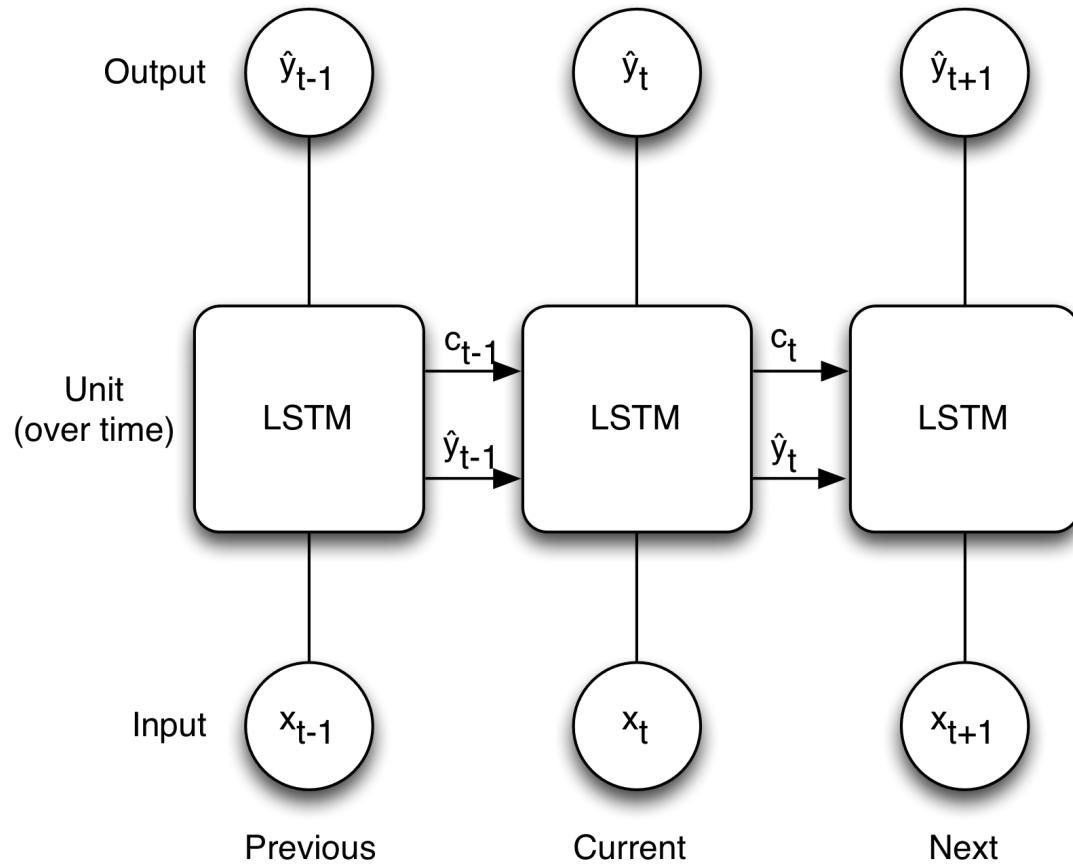 Output
ŷt-1
ŷt
ŷt+1
Unit
(over time)
LSTM
ct-1
ŷt-1
LSTM
ct
ŷt
LSTM
Input
xt-1
xt
xt+1
Previous
Current
Next